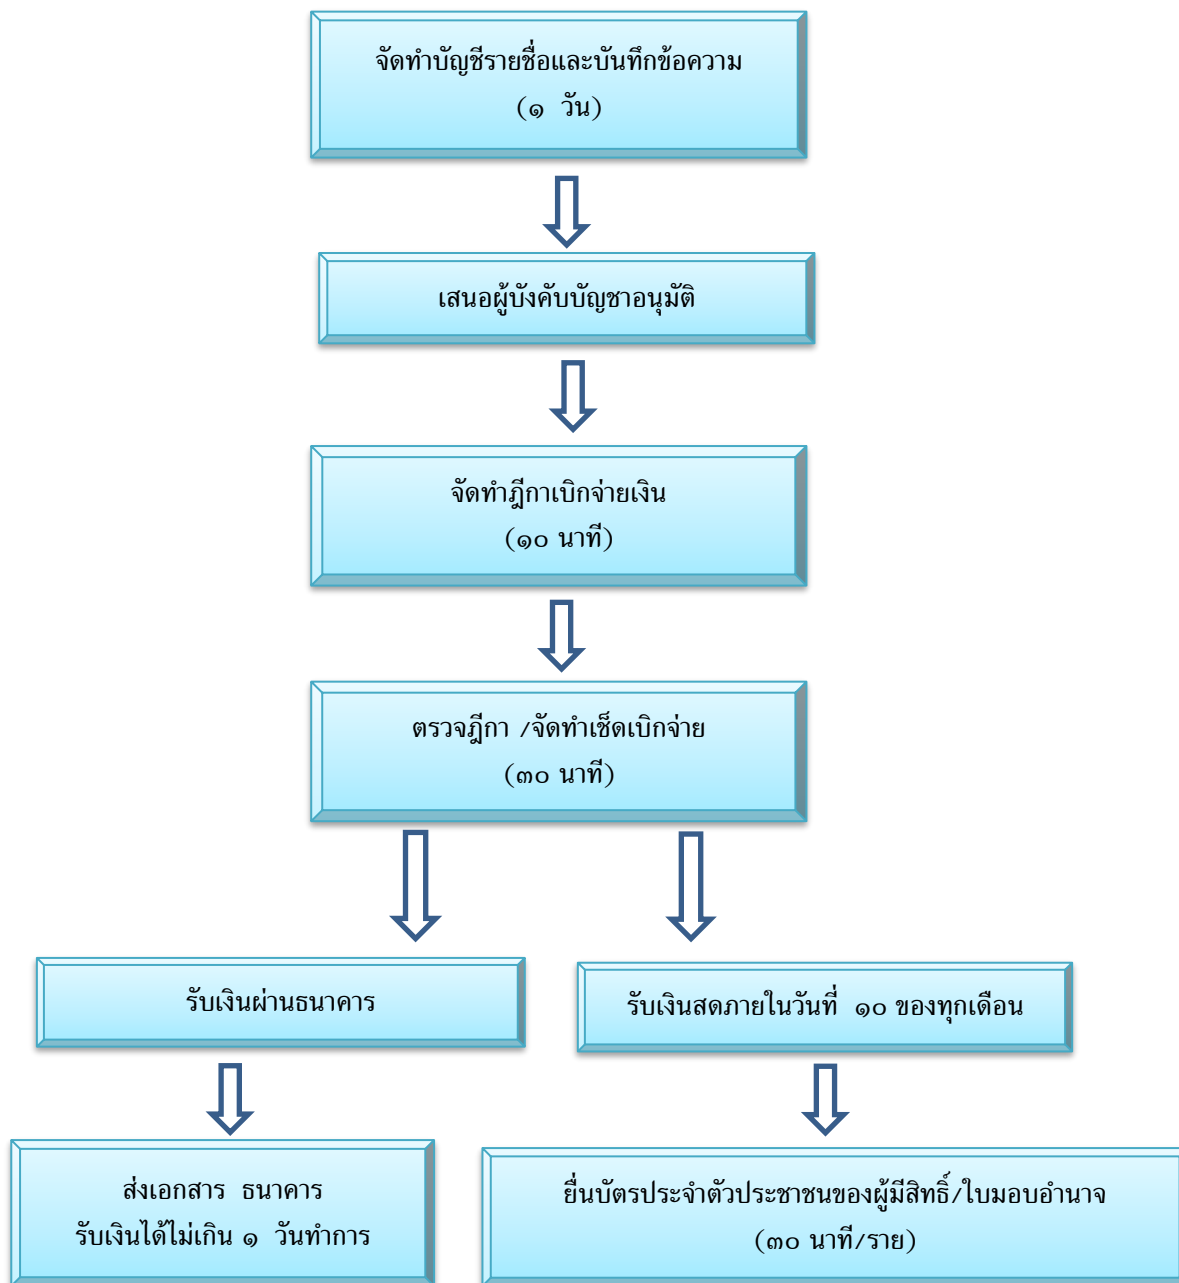 จัดทำบัญชีรายชื่อและบันทึกข้อความ
(๑ วัน)
เสนอผู้บังคับบัญชาอนุมัติ
จัดทำฎีกาเบิกจ่ายเงิน
(๑๐ นาที)
ตรวจฎีกา /จัดทำเช็ดเบิกจ่าย
(๓๐ นาที)
รับเงินผ่านธนาคาร
รับเงินสดภายในวันที่ ๑๐ ของทุกเดือน
ส่งเอกสาร ธนาคาร
รับเงินได้ไม่เกิน ๑ วันทำการ
ยื่นบัตรประจำตัวประชาชนของผู้มีสิทธิ์/ใบมอบอำนาจ
(๓๐ นาที/ราย)